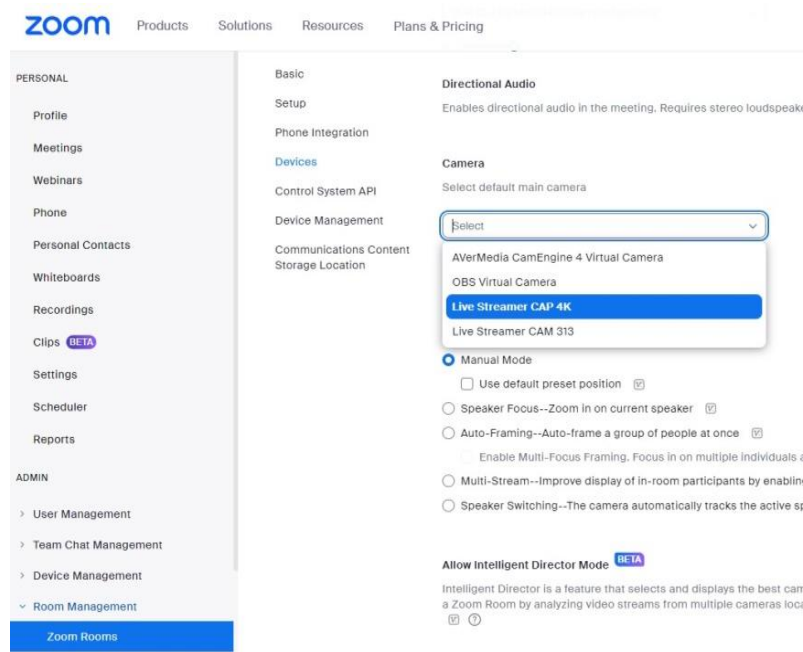 zoom Products Solutions Resources Plans & Pricing
PERSONAL
Profile
Meetings
Webinars
Phone
Personal Contacts
Whiteboards
Recordings
Clips BETA
Settings
Scheduler
Reports
ADMIN
User Management
Team Chat Management
Device Management
Room Management
Zoom Rooms
Basic
Setup
Phone Integration
Devices
Control System API
Device Management
Communications Content
Storage Location
Directional Audio
Enables directional audio in the meeting. Requires stereo loudspeake
Camera
Select default main camera
Select
AVerMedia CamEngine 4 Virtual Camera
OBS Virtual Camera
Live Streamer CAP 4K
Live Streamer CAM 313
Manual Mode
Use default preset position
Speaker Focus--Zoom in on current speaker
Auto-Framing--Auto-frame a group of people at once
Enable Multi-Focus Framing. Focus in on multiple individuals a
Multi-Stream--Improve display of in-room participants by enabling
Speaker Switching--The camera automatically tracks the active sp
Allow Intelligent Director Mode BETA
Intelligent Director is a feature that selects and displays the best cam
a Zoom Room by analyzing video streams from multiple cameras loca